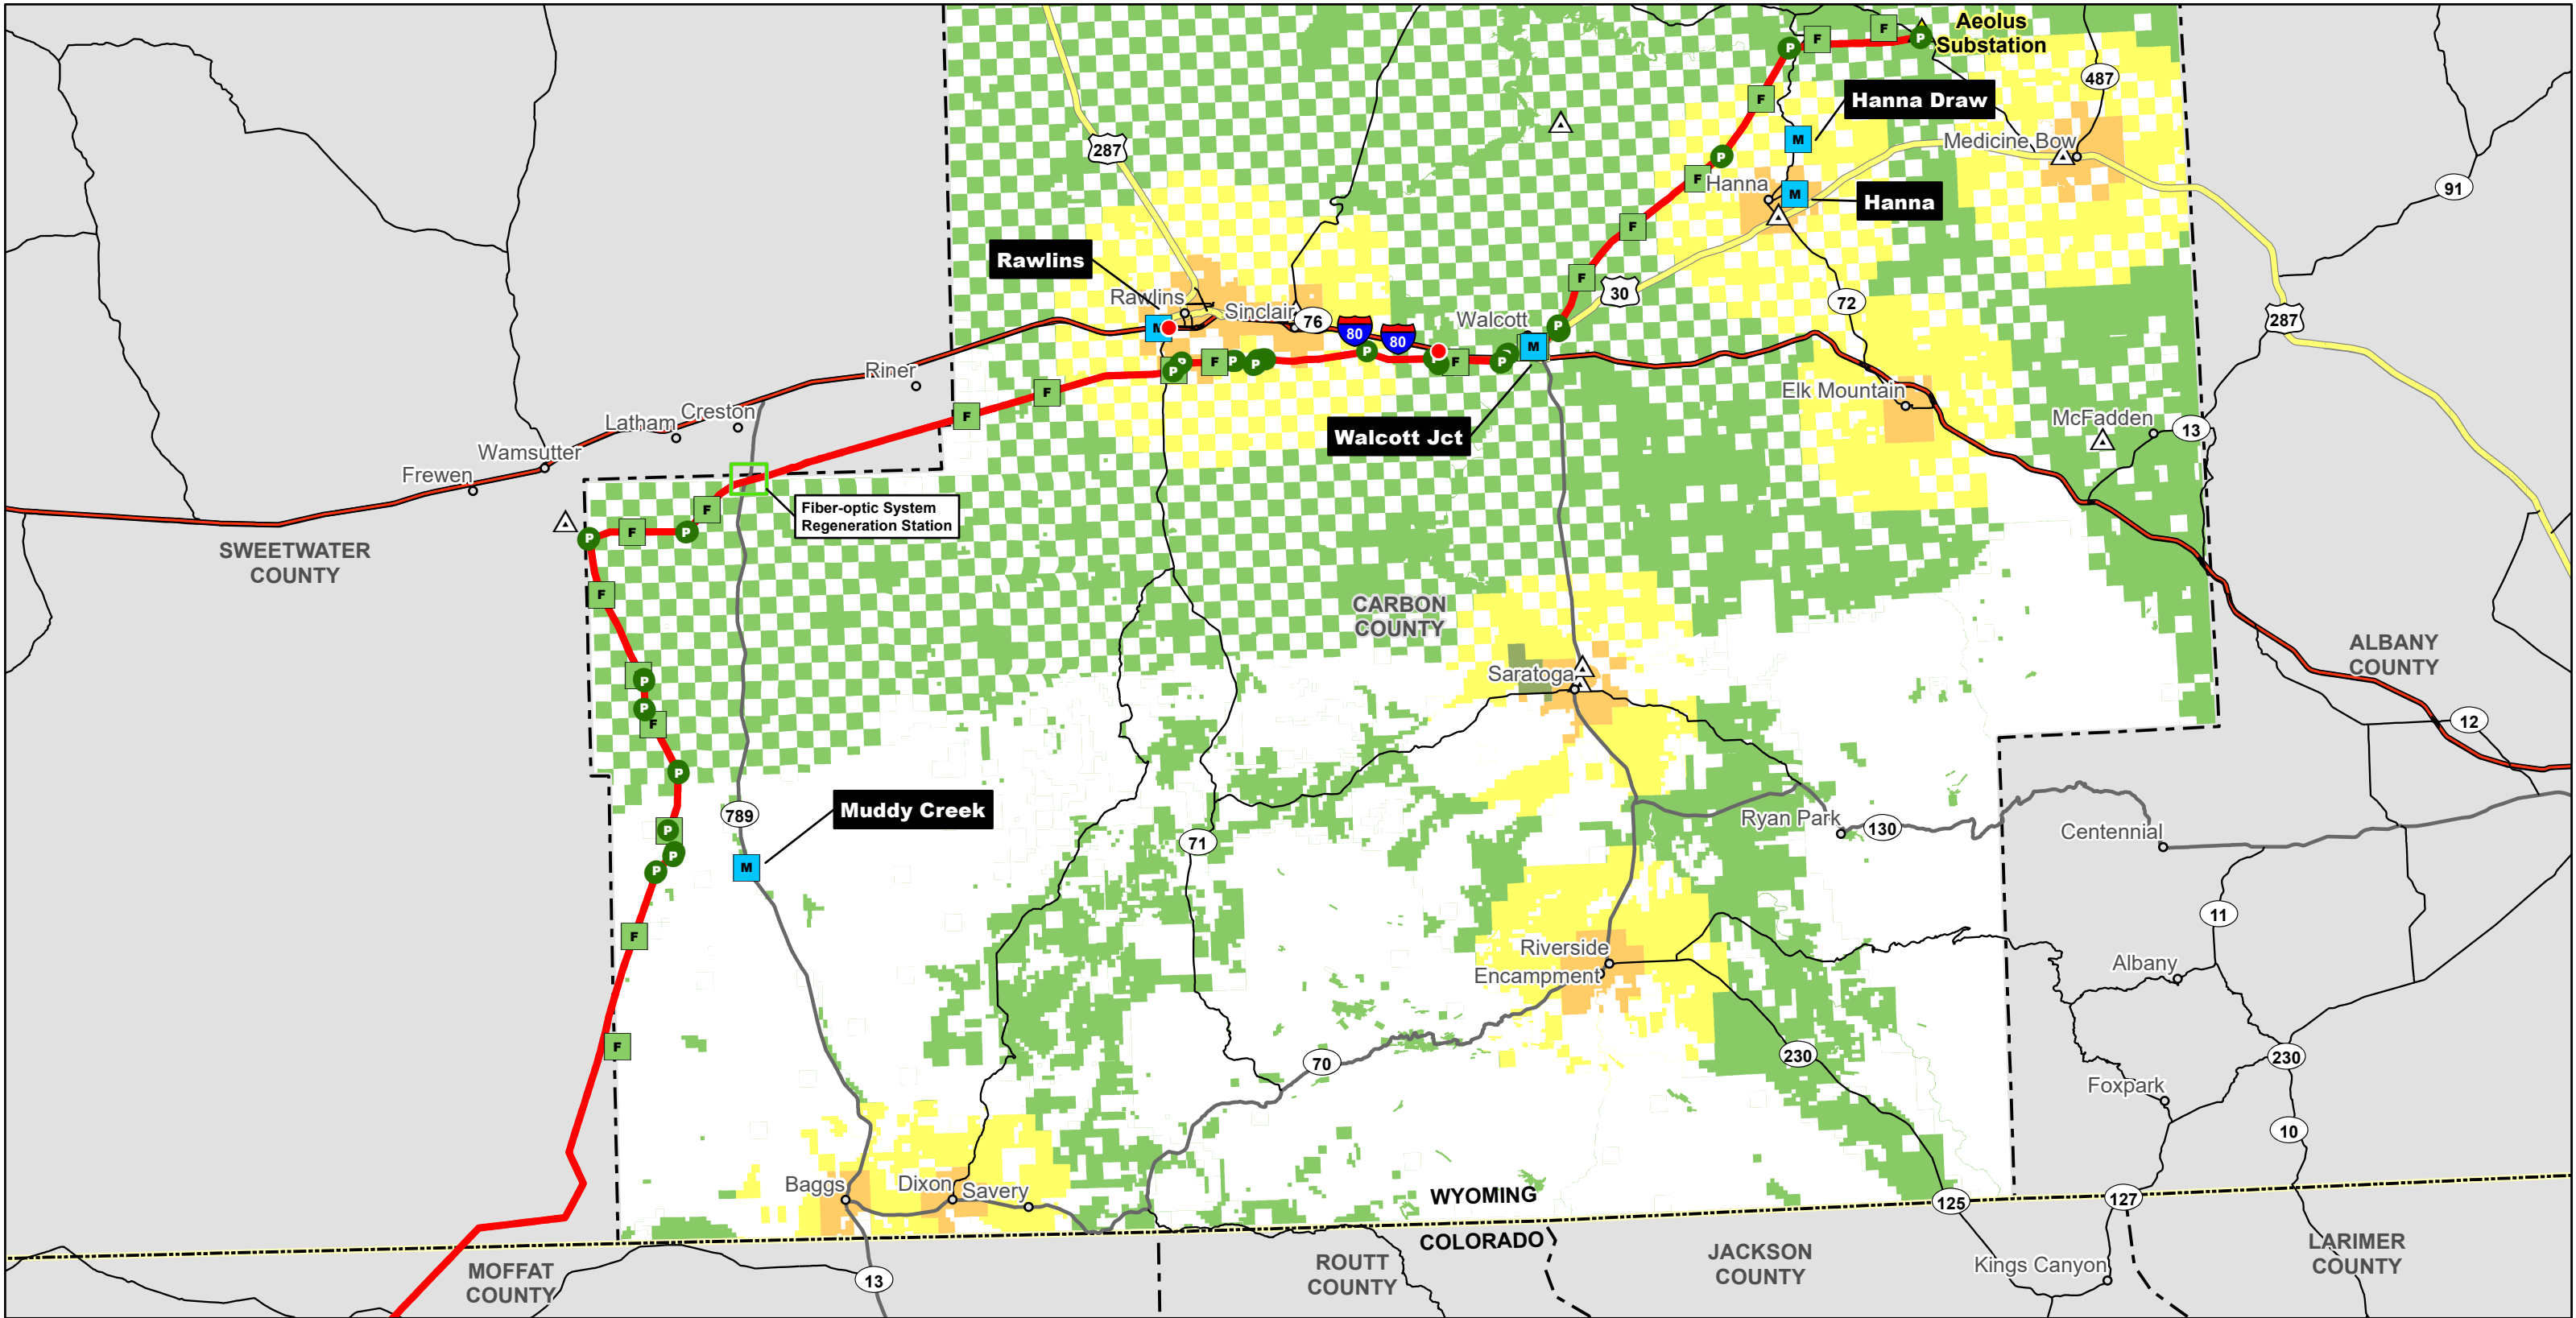 Aeolus
Substation
P
F
F
P
487
F
Hanna Draw
M
287
Medicine Bow
P
F
Hanna
M
Hanna
91
F
Rawlins
F
30
72
287
Rawlins
Sinclair
76
80
80
Walcott
P
M
M
P
P
F
P
P
P
P
F
P
Riner
F
F
Elk Mountain
Walcott Jct
McFadden
13
Creston
Latham
Wamsutter
Frewen
Fiber-optic System
Regeneration Station
F
P
F
P
SWEETWATER
COUNTY
F
CARBON
COUNTY
ALBANY
COUNTY
Saratoga
P
P
F
12
P
789
Muddy Creek
P
P
P
M
71
Ryan Park
130
Centennial
11
F
Riverside
Encampment
Albany
F
70
230
230
Foxpark
10
Baggs
Dixon
Savery
WYOMING
COLORADO
125
127
MOFFAT
COUNTY
13
ROUTT
COUNTY
JACKSON
COUNTY
Kings Canyon
LARIMER
COUNTY